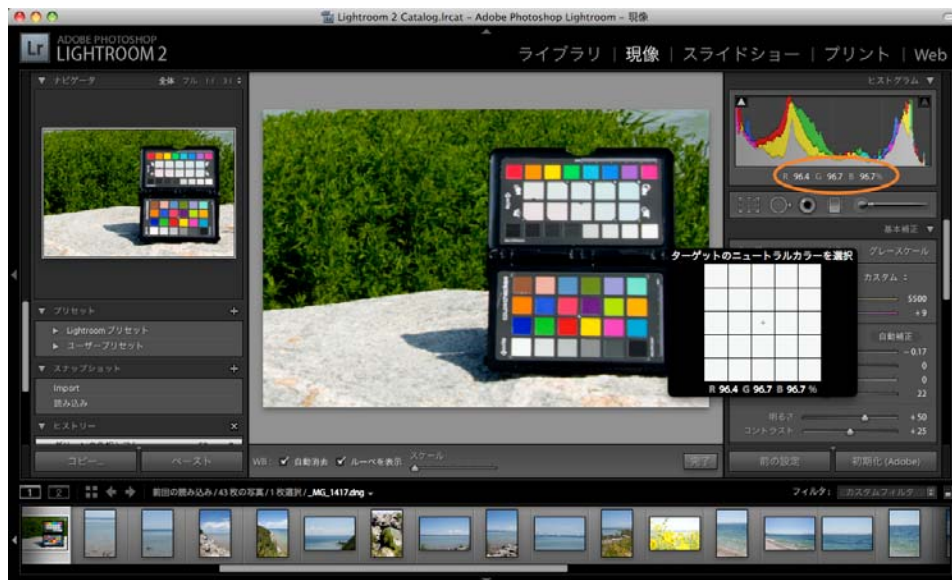 Lightroom 2 Catalog.lrcat – Adobe Photoshop Lightroom – 現像
Lr
ADOBE PHOTOSHOP
LIGHTROOM 2
ライブラリ | 現像 | スライドショー | プリント | Web
ナビゲータ 全体
ヒストグラム
R 96.4 G 96.7 B 96.7 %
基本補正
グレースケール
ターゲットのニュートラルカラーを選択
カスタム :
5500
+ 9
自動補正
– 0.17
0
0
22
R 96.4 G 96.7 B 96.7 %
明るさ + 50
コントラスト + 25
プリセット +
Lightroom プリセット
ユーザープリセット
スナップショット +
Import
読み込み
ヒストリー ×
コピー... ペースト
WB : 自動消去 ルーペを表示 スケール
完了
前の設定 初期化 (Adobe)
1 2 前回の読み込み / 43 枚の写真 / 1 枚選択 / _MG_1417.dng
フィルタ : カスタムフィルタ